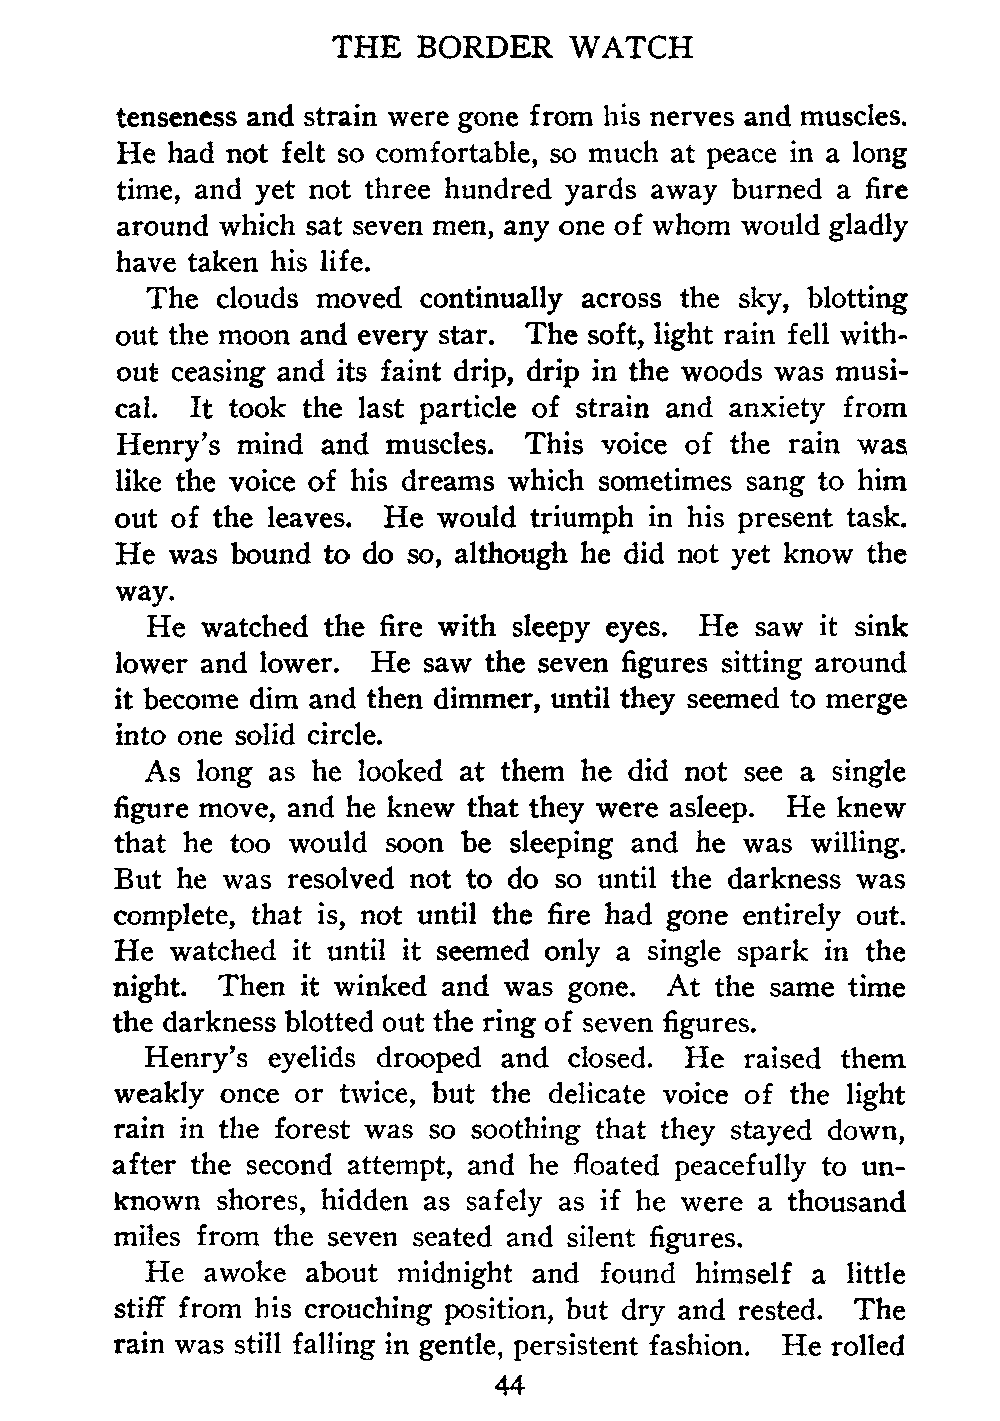 THE BORDER WATCH
tenseness and strain were gone from his nerves and muscles.
He had not felt so comfortable, so much at peace in a long
time, and yet not three hundred yards away burned a fire
around which sat seven men, any one of whom would gladly
have taken his life.
The clouds moved continually across the sky, blotting
out the moon and every star. The soft, light rain fell with-
out ceasing and its faint drip, drip in the woods was musi-
cal. It took the last particle of strain and anxiety from
Henry's mind and muscles. This voice of the rain was
like the voice of his dreams which sometimes sang to him
out of the leaves. He would triumph in his present task.
He was bound to do so, although he did not yet know the
way.
He watched the fire with sleepy eyes. He saw it sink
lower and lower. He saw the seven figures sitting around
it become dim and then dimmer, until they seemed to merge
into one solid circle.
As long as he looked at them he did not see a single
figure move, and he knew that they were asleep. He knew
that he too would soon be sleeping and he was willing.
But he was resolved not to do so until the darkness was
complete, that is, not until the fire had gone entirely out.
He watched it until it seemed only a single spark in the
night. Then it winked and was gone. At the same time
the darkness blotted out the ring of seven figures.
Henry's eyelids drooped and closed. He raised them
weakly once or twice, but the delicate voice of the light
rain in the forest was so soothing that they stayed down,
after the second attempt, and he floated peacefully to un-
known shores, hidden as safely as if he were a thousand
miles from the seven seated and silent figures.
He awoke about midnight and found himself a little
stiff from his crouching position, but dry and rested. The
rain was still falling in gentle, persistent fashion. He rolled
44